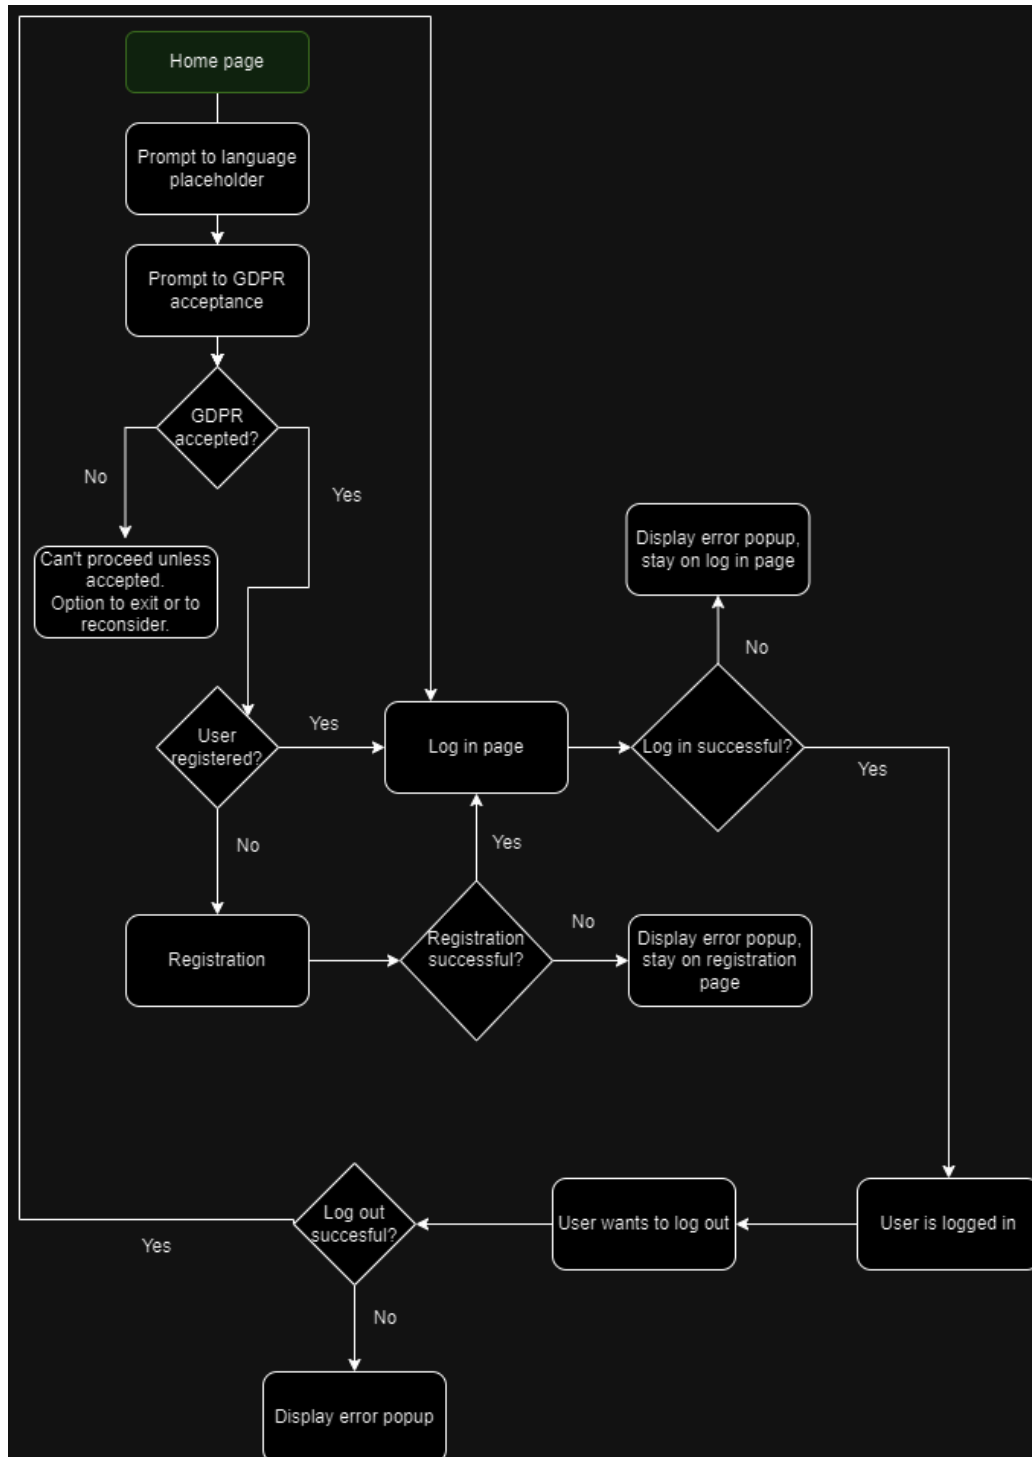 Home page
Prompt to language
placeholder
Prompt to GDPR
acceptance
GDPR
accepted?
No
Yes
Can't proceed unless
accepted.
Option to exit or to
reconsider.
Display error popup,
stay on log in page
No
User
registered?
Yes
Log in page
Log in successful?
Yes
No
Yes
Registration
Registration
successful?
No
Display error popup,
stay on registration
page
Log out
succesful?
User wants to log out
User is logged in
Yes
No
Display error popup